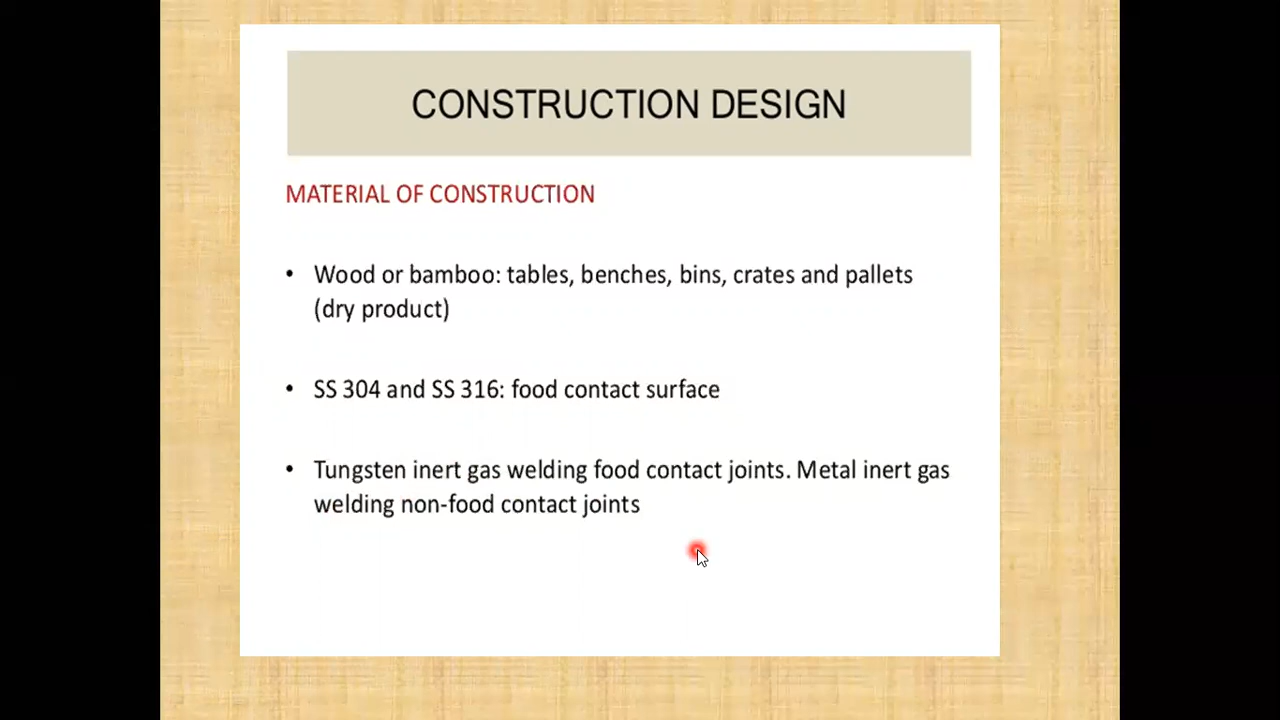 CONSTRUCTION DESIGN
MATERIAL OF CONSTRUCTION
• Wood or bamboo: tables, benches, bins, crates and pallets
(dry product)
• SS 304 and SS 316: food contact surface
• Tungsten inert gas welding food contact joints. Metal inert gas
welding non-food contact joints